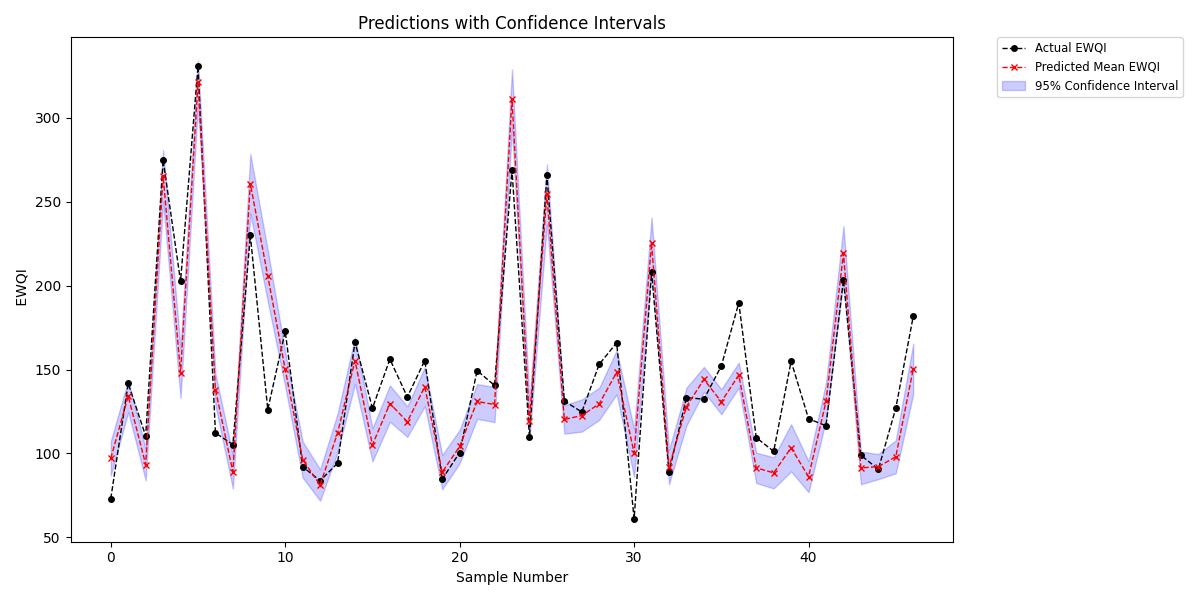 Predictions with Confidence Intervals
Actual EWQI
Predicted Mean EWQI
95% Confidence Interval
EWQI
300
250
200
150
100
50
0 10 20 30 40
Sample Number